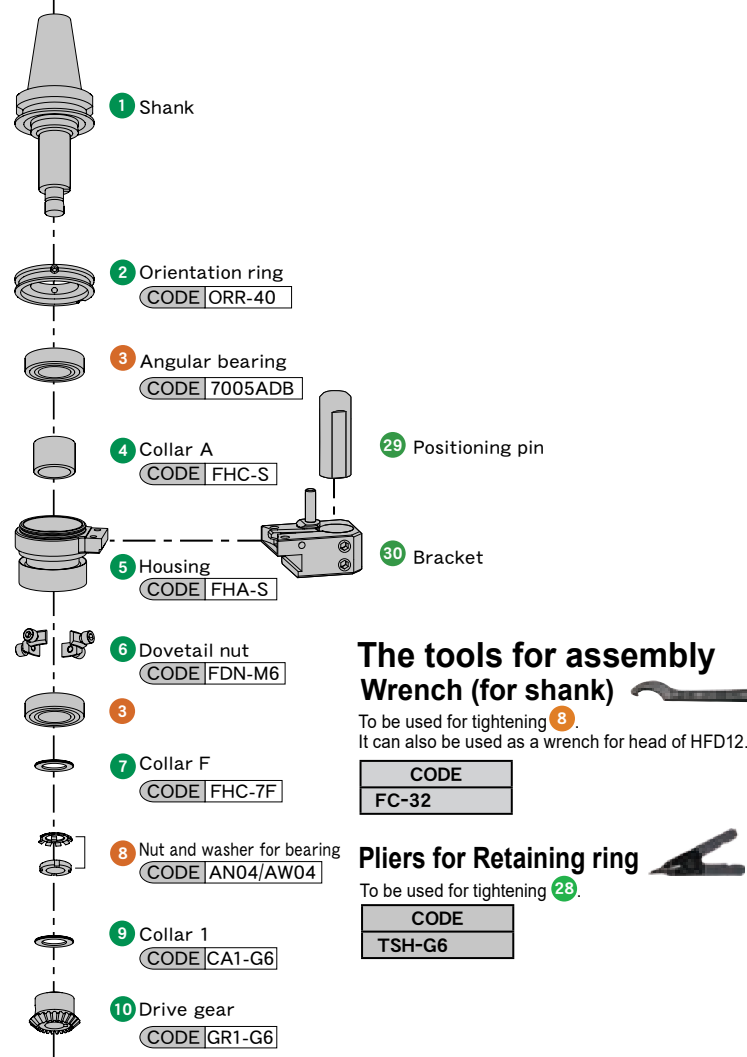 1 Shank
2 Orientation ring
CODE ORR-40
3 Angular bearing
CODE 7005ADB
4 Collar A
CODE FHC-S
29 Positioning pin
5 Housing
CODE FHA-S
30 Bracket
6 Dovetail nut
CODE FDN-M6
3
7 Collar F
CODE FHC-7F
8 Nut and washer for bearing
CODE AN04/AW04
9 Collar 1
CODE CA1-G6
10 Drive gear
CODE GR1-G6
The tools for assembly
Wrench (for shank)
To be used for tightening 8.
It can also be used as a wrench for head of HFD12.
CODE
FC-32
Pliers for Retaining ring
To be used for tightening 28.
CODE
TSH-G6